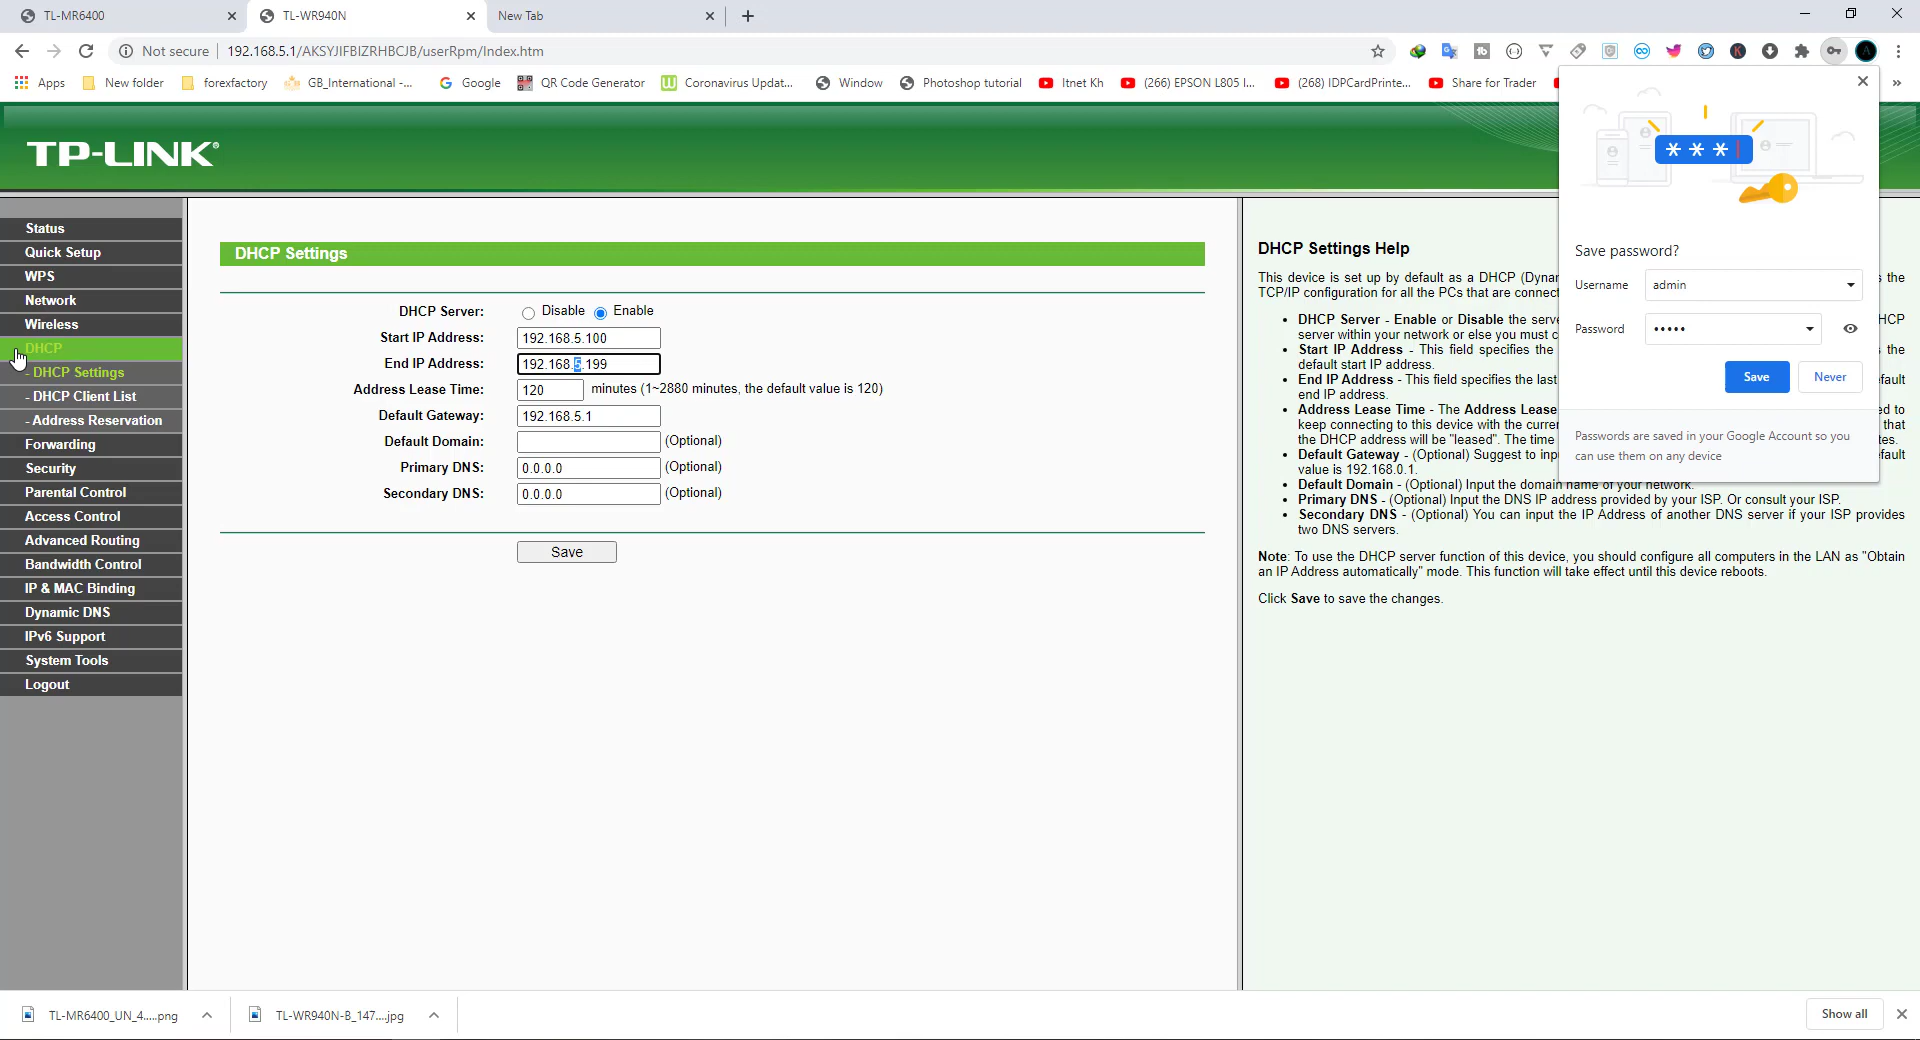 TL-MR6400
TL-WR940N
New Tab
Not secure
192.168.5.1/AKSYJIFBIZRHBCJB/userRpm/Index.htm
Apps
New folder
forexfactory
GB_International -...
Google
QR Code Generator
Coronavirus Updat...
Window
Photoshop tutorial
Itnet Kh
(266) EPSON L805 I...
(268) IDPCardPrinte...
Share for Trader
»
TP-LINK®
Status
Quick Setup
WPS
Network
Wireless
DHCP
- DHCP Settings
- DHCP Client List
- Address Reservation
Forwarding
Security
Parental Control
Access Control
Advanced Routing
Bandwidth Control
IP & MAC Binding
Dynamic DNS
IPv6 Support
System Tools
Logout
DHCP Settings
DHCP Server: Disable Enable
Start IP Address: 192.168.5.100
End IP Address: 192.168.5.199
Address Lease Time: 120 minutes (1~2880 minutes, the default value is 120)
Default Gateway: 192.168.5.1
Default Domain: (Optional)
Primary DNS: 0.0.0.0 (Optional)
Secondary DNS: 0.0.0.0 (Optional)
Save
DHCP Settings Help
This device is set up by default as a DHCP (Dynar s the
TCP/IP configuration for all the PCs that are connect
• DHCP Server - Enable or Disable the serve HCP
server within your network or else you must c
• Start IP Address - This field specifies the s the
default start IP address.
• End IP Address - This field specifies the last efault
end IP address.
• Address Lease Time - The Address Lease ed to
keep connecting to this device with the curre that
the DHCP address will be "leased". The time tes.
• Default Gateway - (Optional) Suggest to inp efault
value is 192.168.0.1.
• Default Domain - (Optional) Input the domain name of your network.
• Primary DNS - (Optional) Input the DNS IP address provided by your ISP. Or consult your ISP.
• Secondary DNS - (Optional) You can input the IP Address of another DNS server if your ISP provides
two DNS servers.
Note: To use the DHCP server function of this device, you should configure all computers in the LAN as "Obtain
an IP Address automatically" mode. This function will take effect until this device reboots.
Click Save to save the changes.
* * *
Save password?
Username admin
Password •••••
Save Never
Passwords are saved in your Google Account so you
can use them on any device
TL-MR6400_UN_4.....png
TL-WR940N-B_147....jpg
Show all